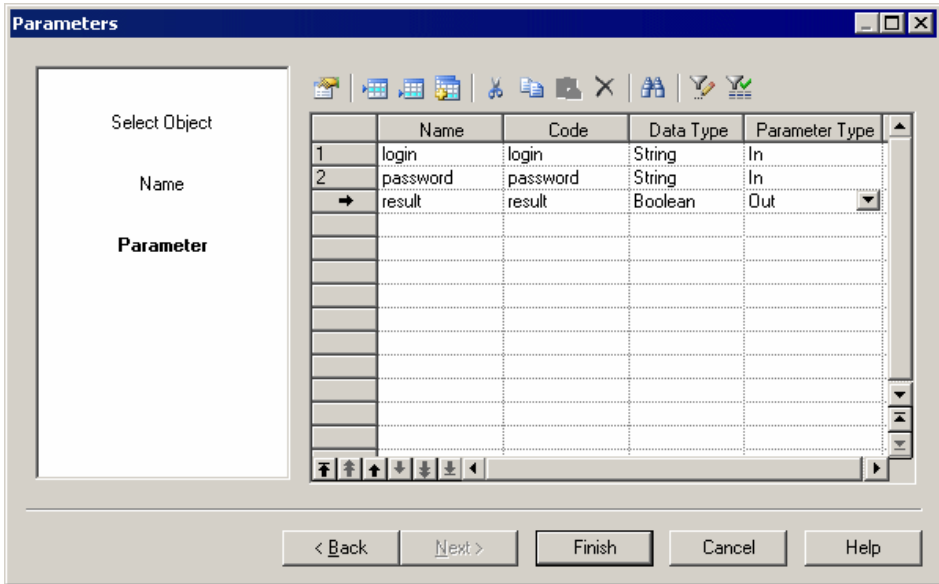 Parameters
Select Object
Name
Parameter
Name Code Data Type Parameter Type
1 login login String In
2 password password String In
result result Boolean Out
< Back Next > Finish Cancel Help